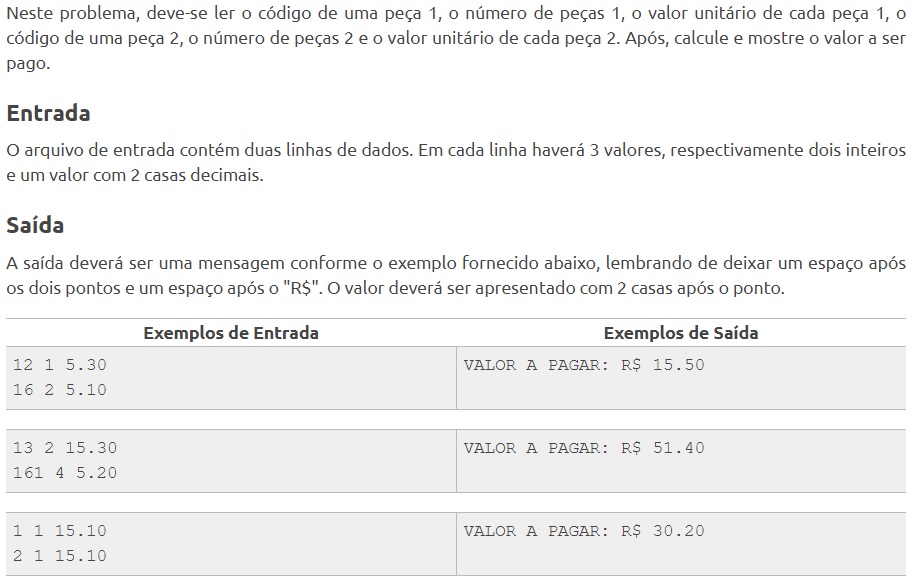 Neste problema, deve-se ler o código de uma peça 1, o número de peças 1, o valor unitário de cada peça 1, o
código de uma peça 2, o número de peças 2 e o valor unitário de cada peça 2. Após, calcule e mostre o valor a ser
pago.
Entrada
O arquivo de entrada contém duas linhas de dados. Em cada linha haverá 3 valores, respectivamente dois inteiros
e um valor com 2 casas decimais.
Saída
A saída deverá ser uma mensagem conforme o exemplo fornecido abaixo, lembrando de deixar um espaço após
os dois pontos e um espaço após o "R$". O valor deverá ser apresentado com 2 casas após o ponto.
Exemplos de Entrada Exemplos de Saída
12 1 5.30 VALOR A PAGAR: R$ 15.50
16 2 5.10
13 2 15.30 VALOR A PAGAR: R$ 51.40
161 4 5.20
1 1 15.10 VALOR A PAGAR: R$ 30.20
2 1 15.10